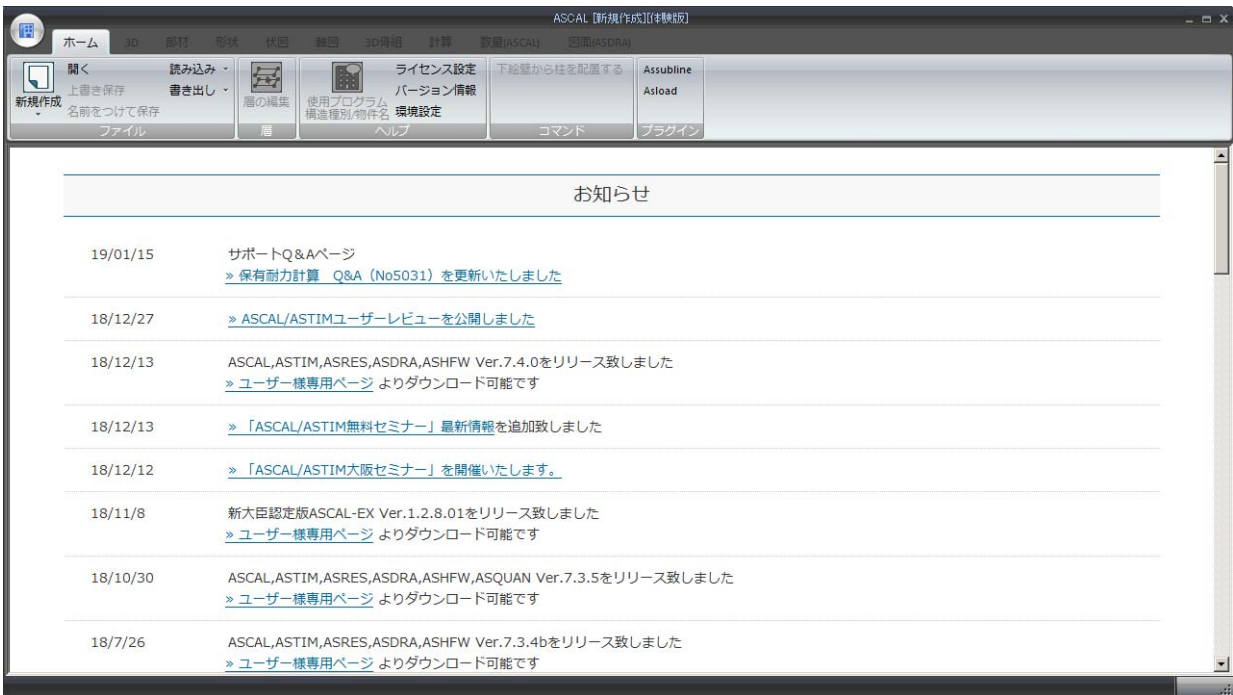 ASCAL [新規作成][体験版]
ホーム 3D 部材 形状 伏図 軸図 3D骨組 計算 数量(ASCAL) 図面(ASDRA)
新規作成
開く
上書き保存
名前をつけて保存
読み込み
書き出し
ファイル
層の編集
層
使用プログラム
構造種別/物件名
ライセンス設定
バージョン情報
環境設定
ヘルプ
下絵壁から柱を配置する
コマンド
Assubline
Asload
プラグイン
お知らせ
19/01/15 サポートQ&Aページ
» 保有耐力計算 Q&A（No5031）を更新いたしました
18/12/27 » ASCAL/ASTIMユーザーレビューを公開しました
18/12/13 ASCAL,ASTIM,ASRES,ASDRA,ASHFW Ver.7.4.0をリリース致しました
» ユーザー様専用ページ よりダウンロード可能です
18/12/13 » 「ASCAL/ASTIM無料セミナー」最新情報を追加致しました
18/12/12 » 「ASCAL/ASTIM大阪セミナー」を開催いたします。
18/11/8 新大臣認定版ASCAL-EX Ver.1.2.8.01をリリース致しました
» ユーザー様専用ページ よりダウンロード可能です
18/10/30 ASCAL,ASTIM,ASRES,ASDRA,ASHFW,ASQUAN Ver.7.3.5をリリース致しました
» ユーザー様専用ページ よりダウンロード可能です
18/7/26 ASCAL,ASTIM,ASRES,ASDRA,ASHFW Ver.7.3.4bをリリース致しました
» ユーザー様専用ページ よりダウンロード可能です